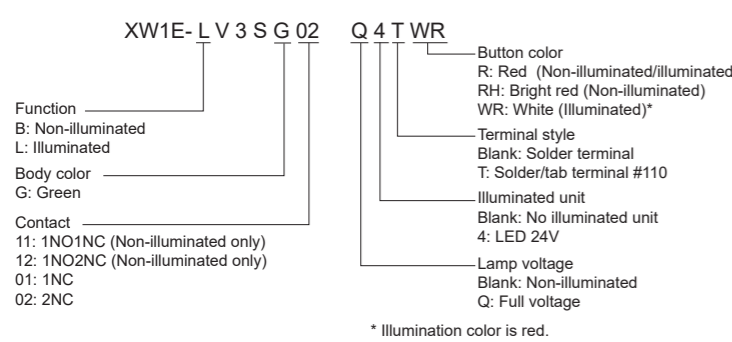 XW1E- L V 3 S G 02 Q 4 T WR
Function
B: Non-illuminated
L: Illuminated
Body color
G: Green
Contact
11: 1NO1NC (Non-illuminated only)
12: 1NO2NC (Non-illuminated only)
01: 1NC
02: 2NC
Button color
R: Red (Non-illuminated/illuminated
RH: Bright red (Non-illuminated)
WR: White (Illuminated)*
Terminal style
Blank: Solder terminal
T: Solder/tab terminal #110
Illuminated unit
Blank: No illuminated unit
4: LED 24V
Lamp voltage
Blank: Non-illuminated
Q: Full voltage
* Illumination color is red.